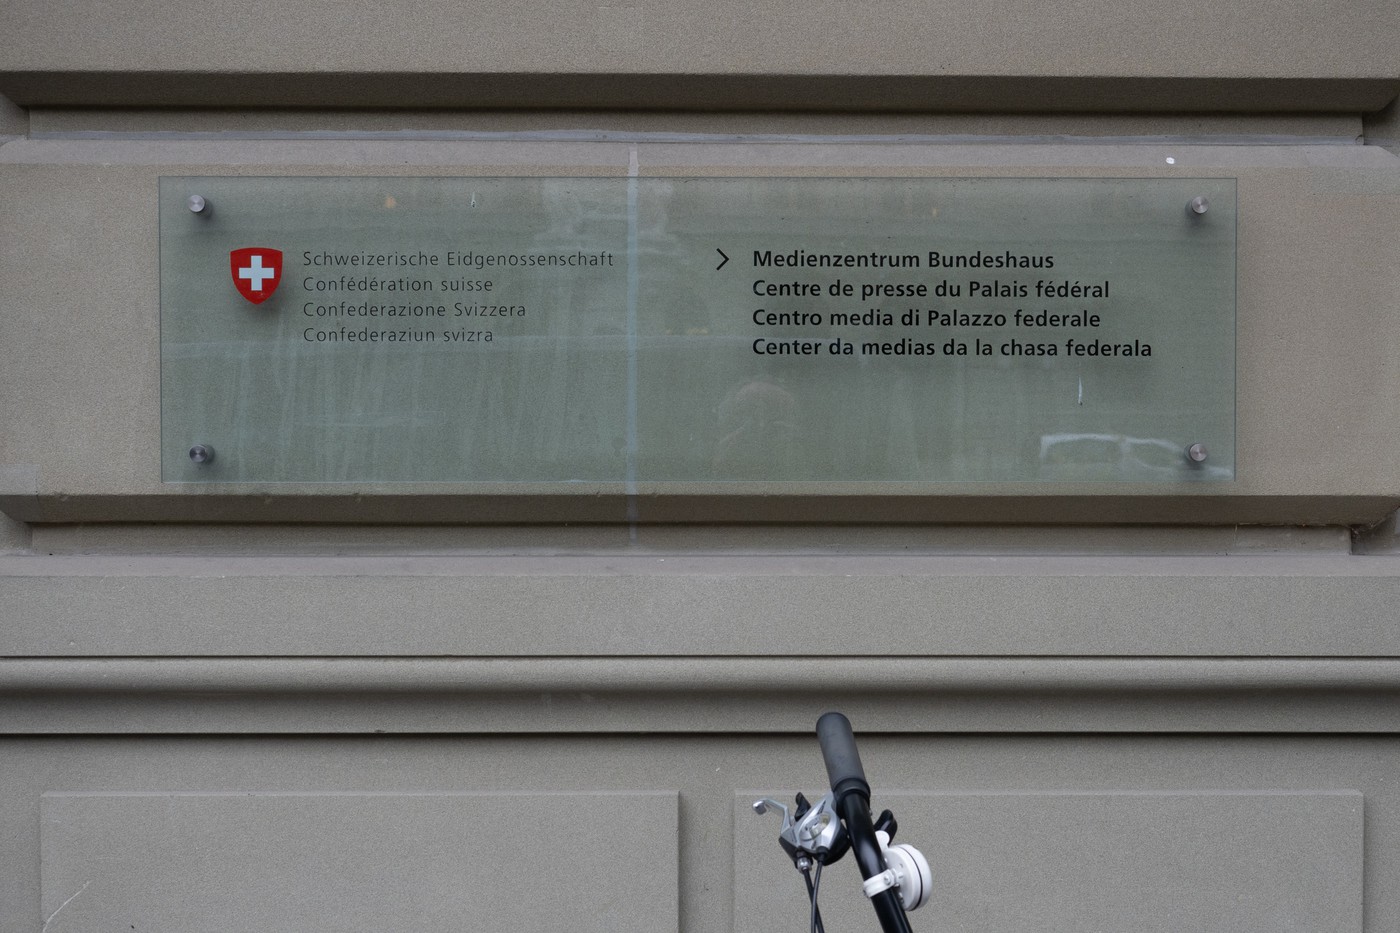 Schweizerische Eidgenossenschaft
Confédération suisse
Confederazione Svizzera
Confederaziun svizra
Medienzentrum Bundeshaus
Centre de presse du Palais fédéral
Centro media di Palazzo federale
Center da medias da la chasa federala